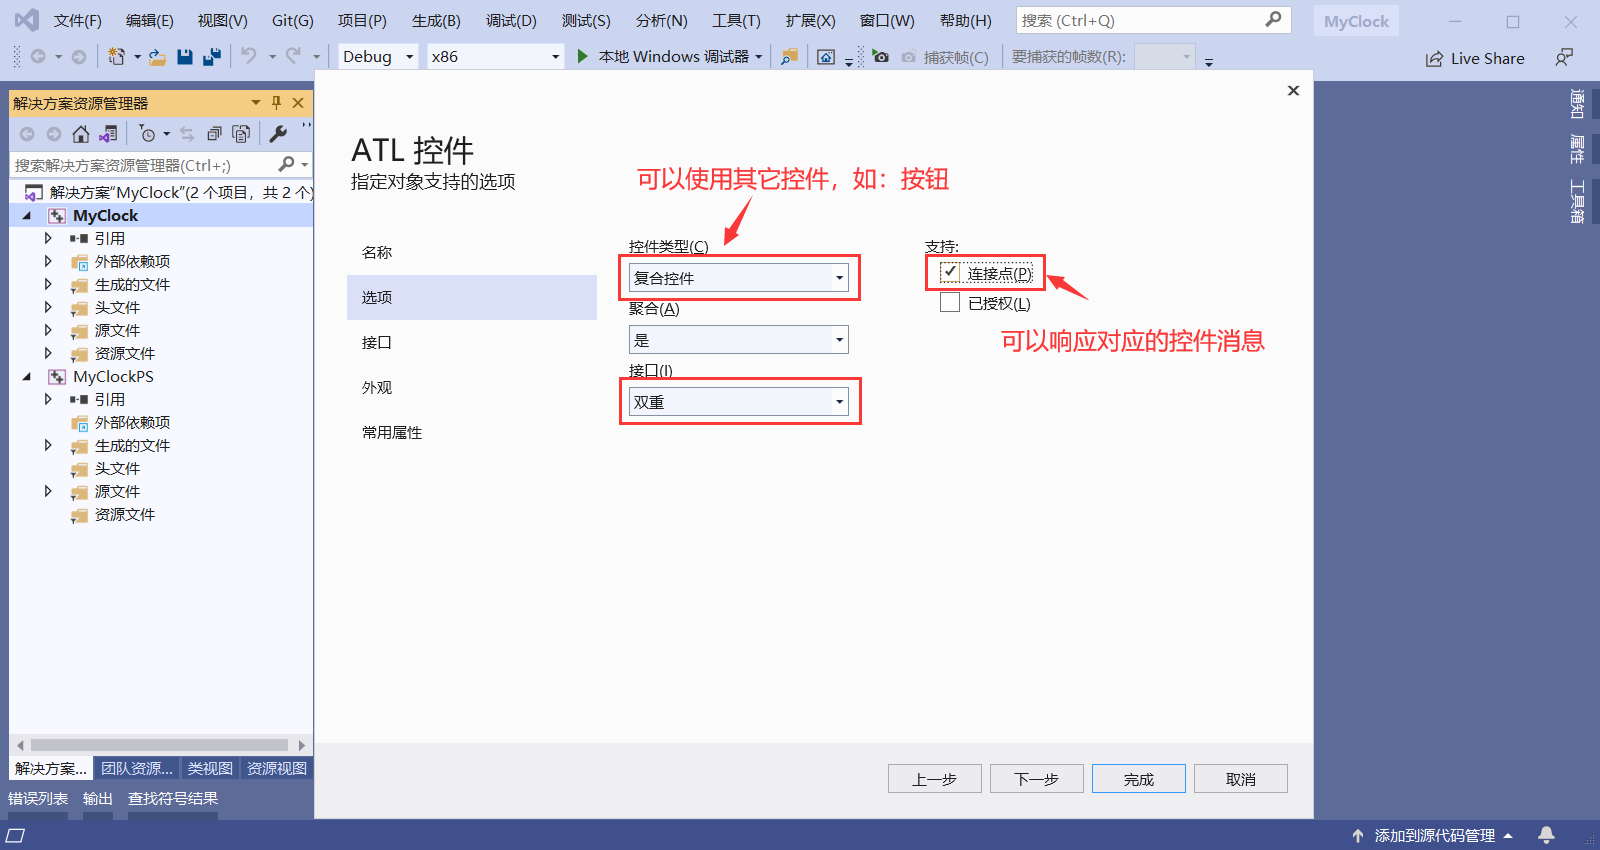 文件(F) 编辑(E) 视图(V) Git(G) 项目(P) 生成(B) 调试(D) 测试(S) 分析(N) 工具(T) 扩展(X) 窗口(W) 帮助(H) 搜索 (Ctrl+Q) MyClock
Debug x86 本地 Windows 调试器 捕获帧(C) 要捕获的帧数(R): Live Share
解决方案资源管理器
搜索解决方案资源管理器(Ctrl+;)
解决方案"MyClock"(2 个项目，共 2 个)
MyClock
引用
外部依赖项
生成的文件
头文件
源文件
资源文件
MyClockPS
引用
外部依赖项
生成的文件
头文件
源文件
资源文件
解决方案... 团队资源... 类视图 资源视图
错误列表 输出 查找符号结果
ATL 控件
指定对象支持的选项
名称
选项
接口
外观
常用属性
可以使用其它控件，如：按钮
控件类型(C)
复合控件
聚合(A)
是
接口(I)
双重
支持:
连接点(P)
已授权(L)
可以响应对应的控件消息
上一步 下一步 完成 取消
通知
属性
工具箱
添加到源代码管理